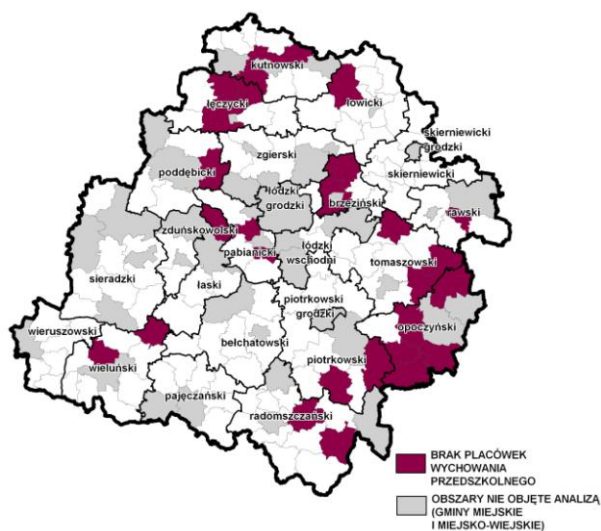 kutnowski
łęczycki
łowicki
skierniewicki
grodzki
zgierski
poddębicki
skierniewicki
łódzki
grodzki
brzeziński
rawski
zduńskowolski
łódzki
wschodni
pabianicki
tomaszowski
sieradzki
łaski
piotrkowski
grodzki
wieruszowski
opoczyński
bełchatowski
piotrkowski
wieluński
pajęczański
radomszczański
BRAK PLACÓWEK
WYCHOWANIA
PRZEDSZKOLNEGO
OBSZARY NIE OBJĘTE ANALIZĄ
(GMINY MIEJSKIE
I MIEJSKO-WIEJSKIE)